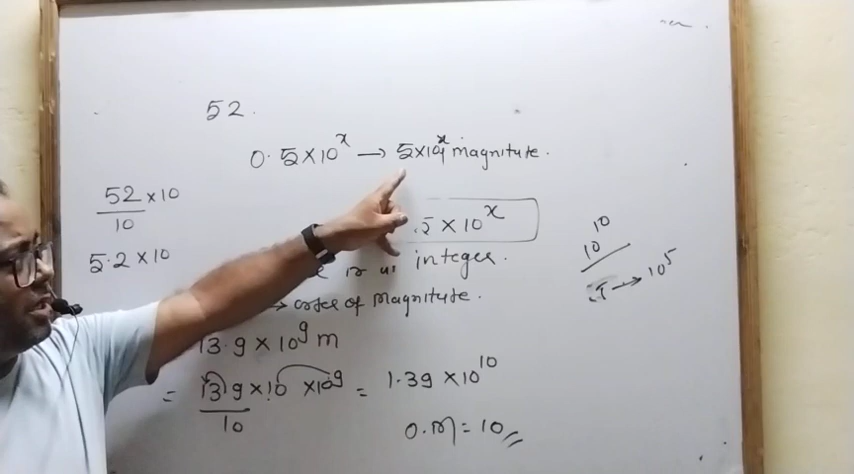 52.
0.5×10^x → 5×10^x magnitute.
52/10 ×10
.5 × 10^x
5.2 × 10
integer.
10^10
→ 10^5
→ order of magnitute.
13.9 × 10^9 m
= 13.9/10 ×10 ×10^9 = 1.39 ×10^10
0.M = 10